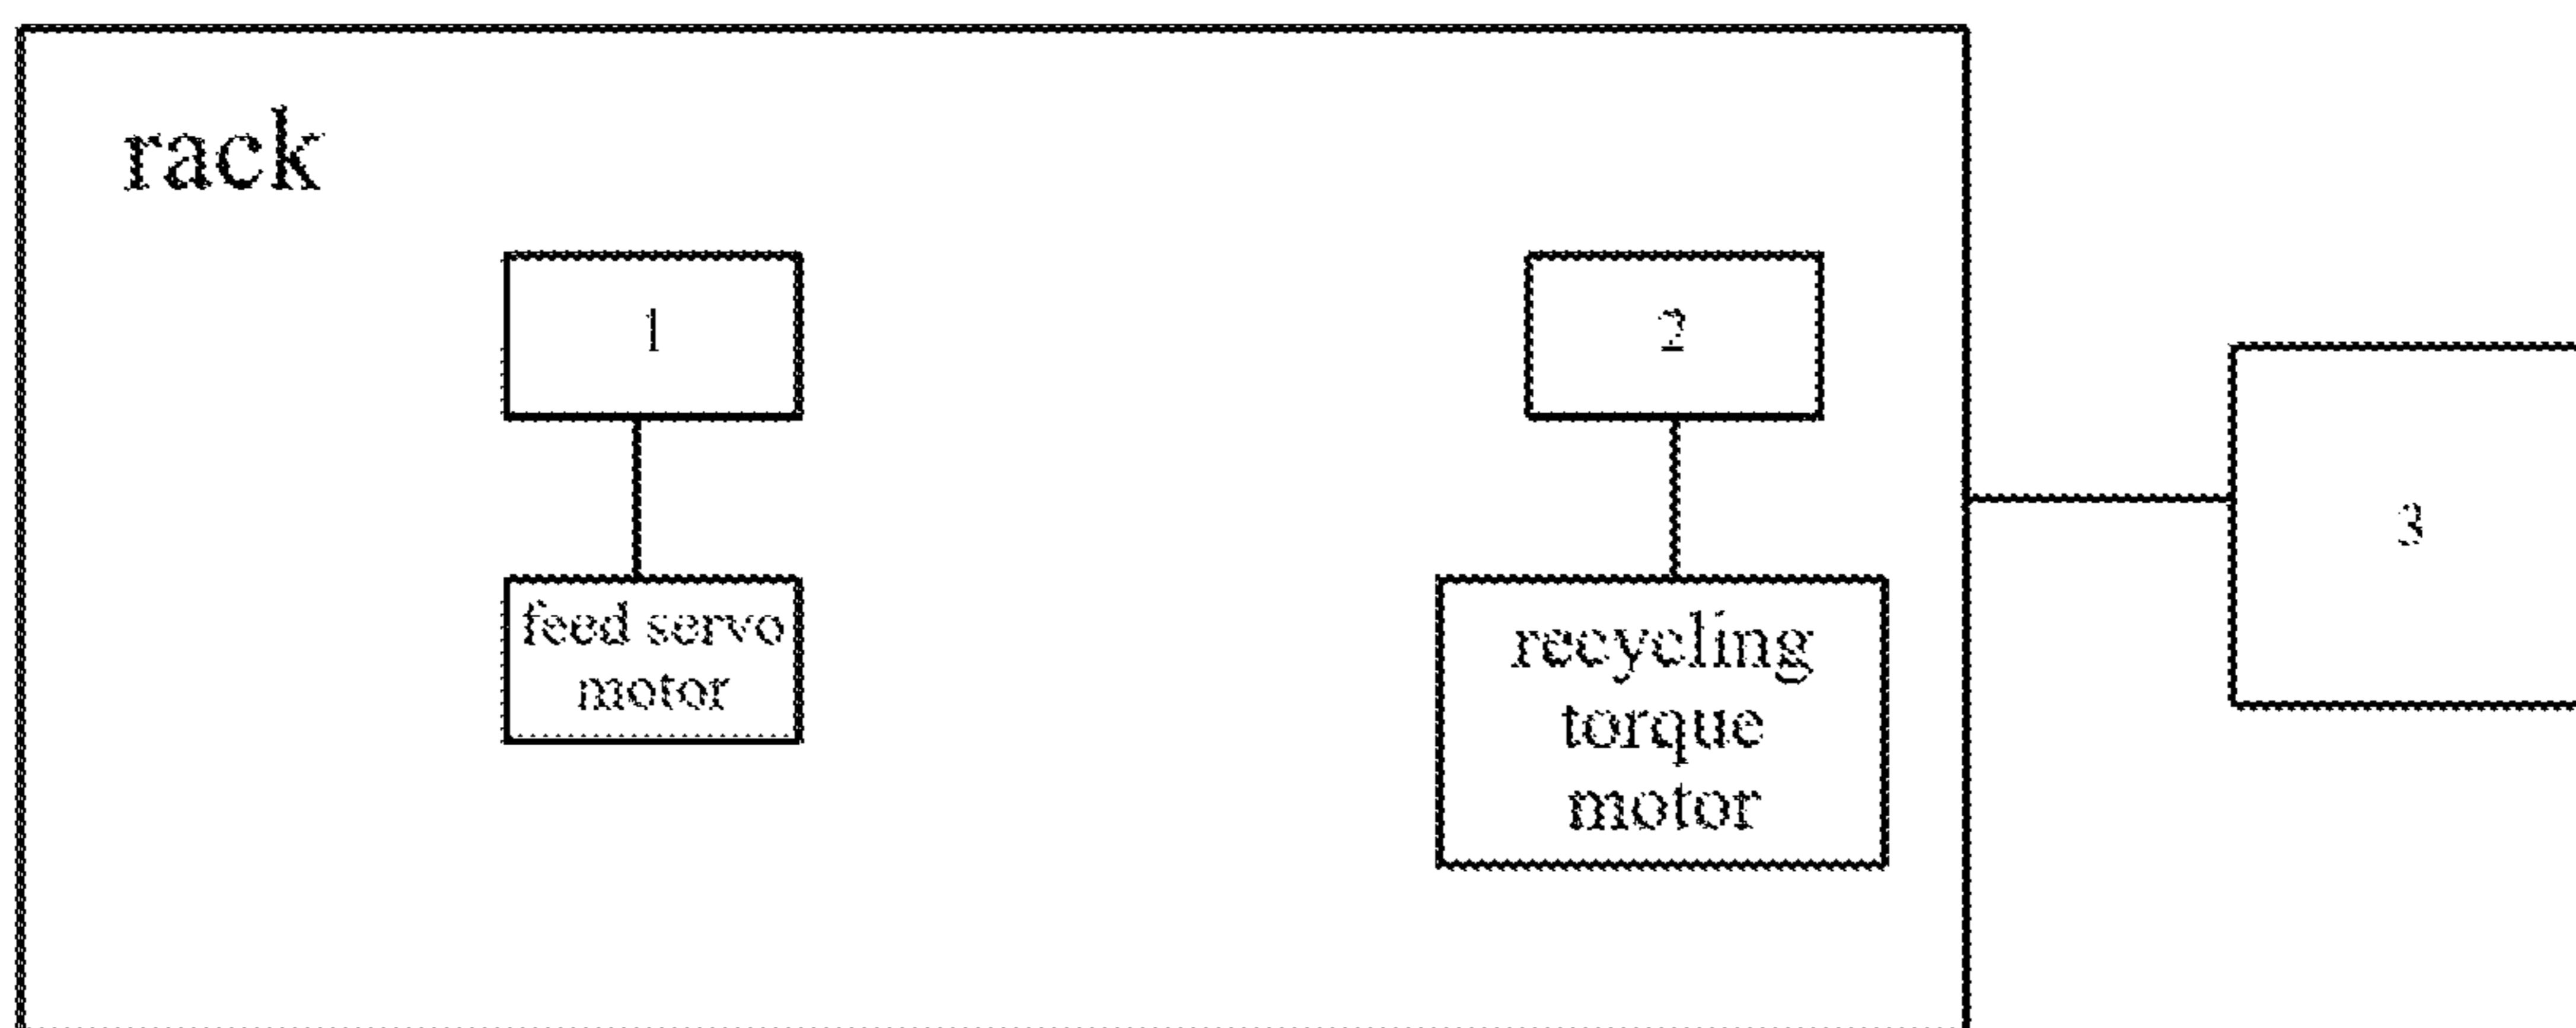 rack
1
2
3
feed servo
motor
recycling
torque
motor